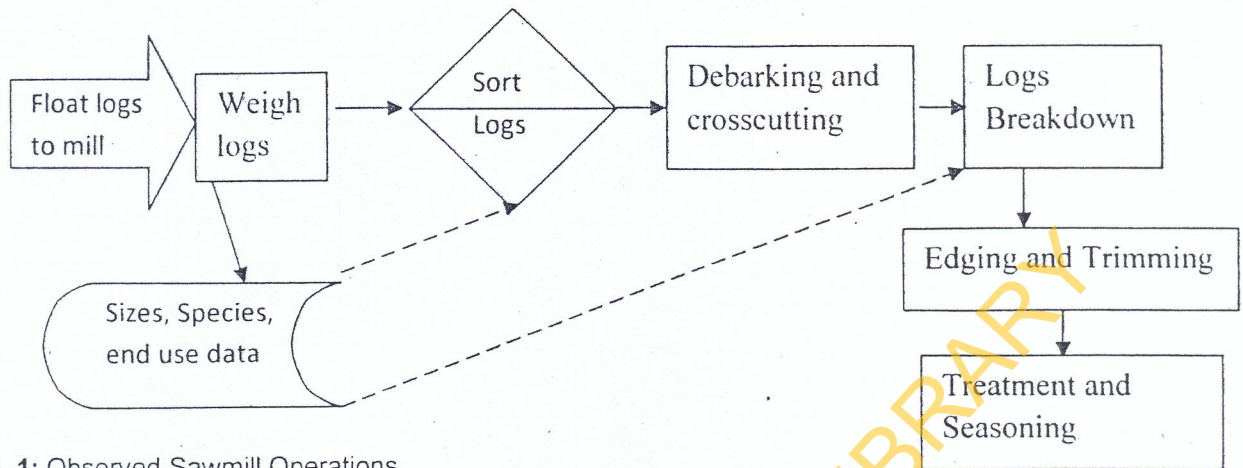 Float logs
to mill
Weigh
logs
Sort
Logs
Debarking and
crosscutting
Logs
Breakdown
Edging and Trimming
Sizes, Species,
end use data
Treatment and
Seasoning
1: Observed Sawmill Operations
BRARY